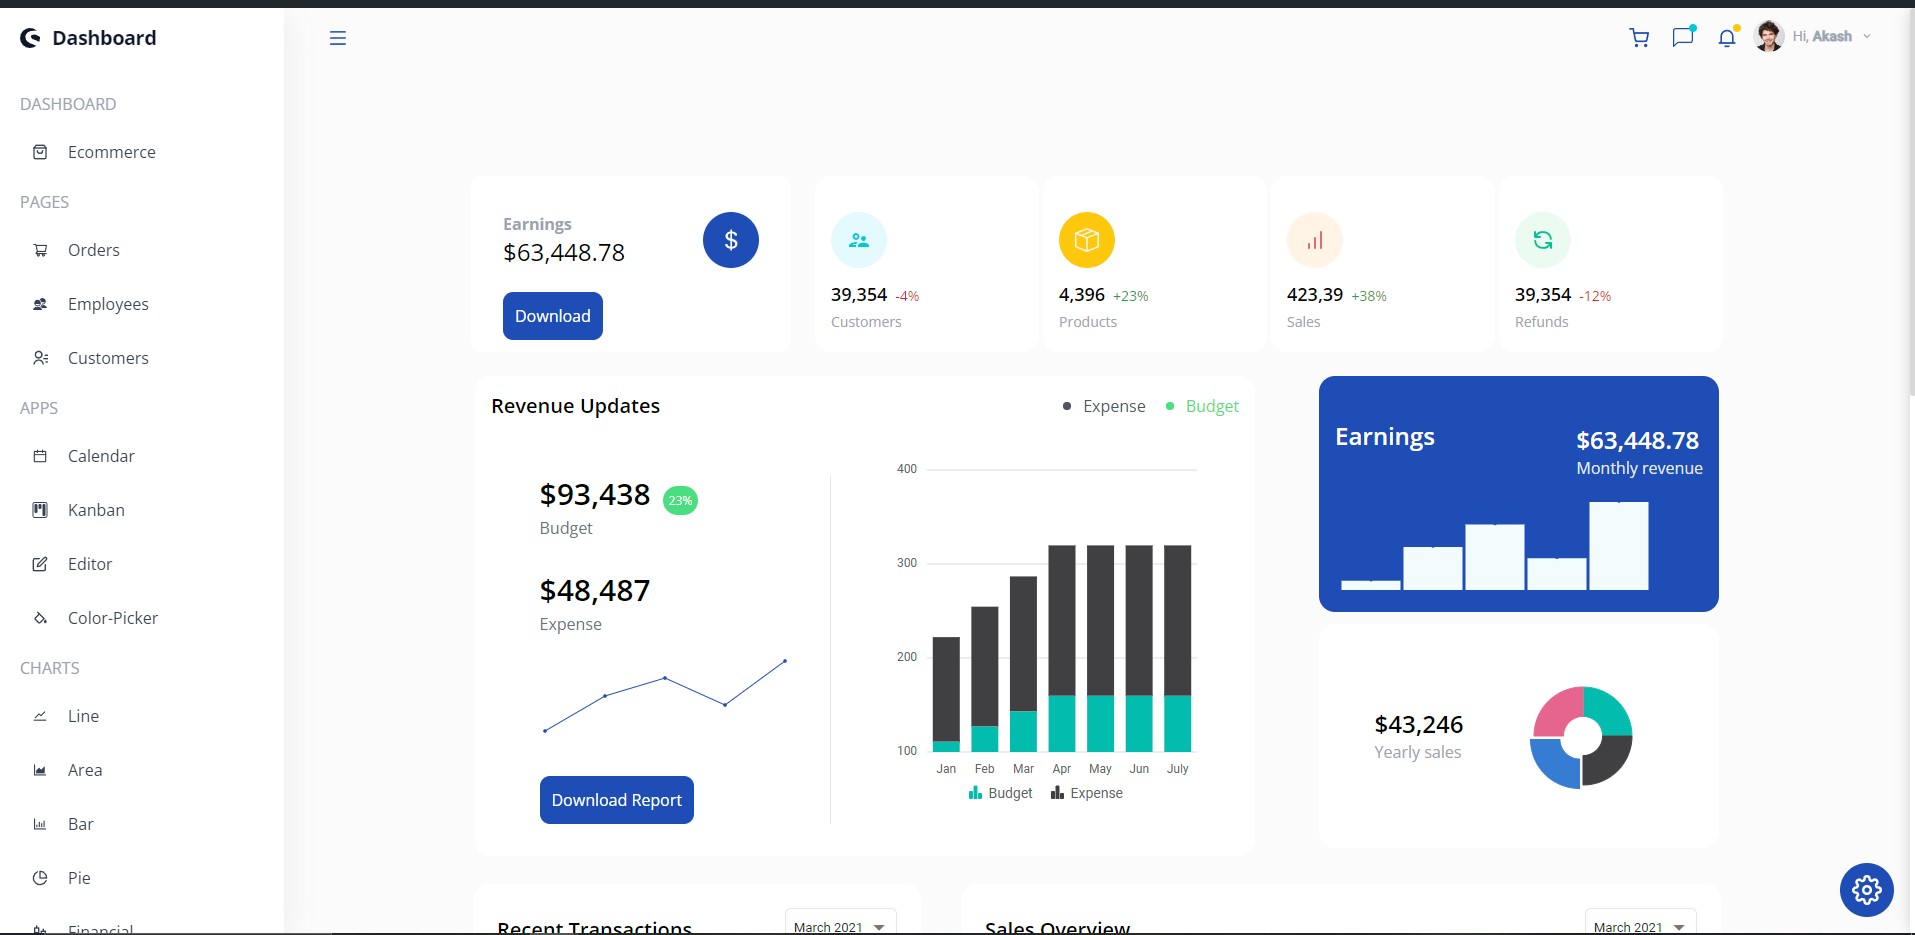 Dashboard
Hi, Akash
DASHBOARD
Ecommerce
PAGES
Orders
Employees
Customers
APPS
Calendar
Kanban
Editor
Color-Picker
CHARTS
Line
Area
Bar
Pie
Financial
Earnings
$63,448.78
$
Download
39,354 -4%
Customers
4,396 +23%
Products
423,39 +38%
Sales
39,354 -12%
Refunds
Revenue Updates
Expense
Budget
$93,438 23%
Budget
$48,487
Expense
Download Report
400
300
200
100
Jan Feb Mar Apr May Jun July
Budget Expense
Earnings
$63,448.78
Monthly revenue
$43,246
Yearly sales
Recent Transactions
March 2021
Sales Overview
March 2021